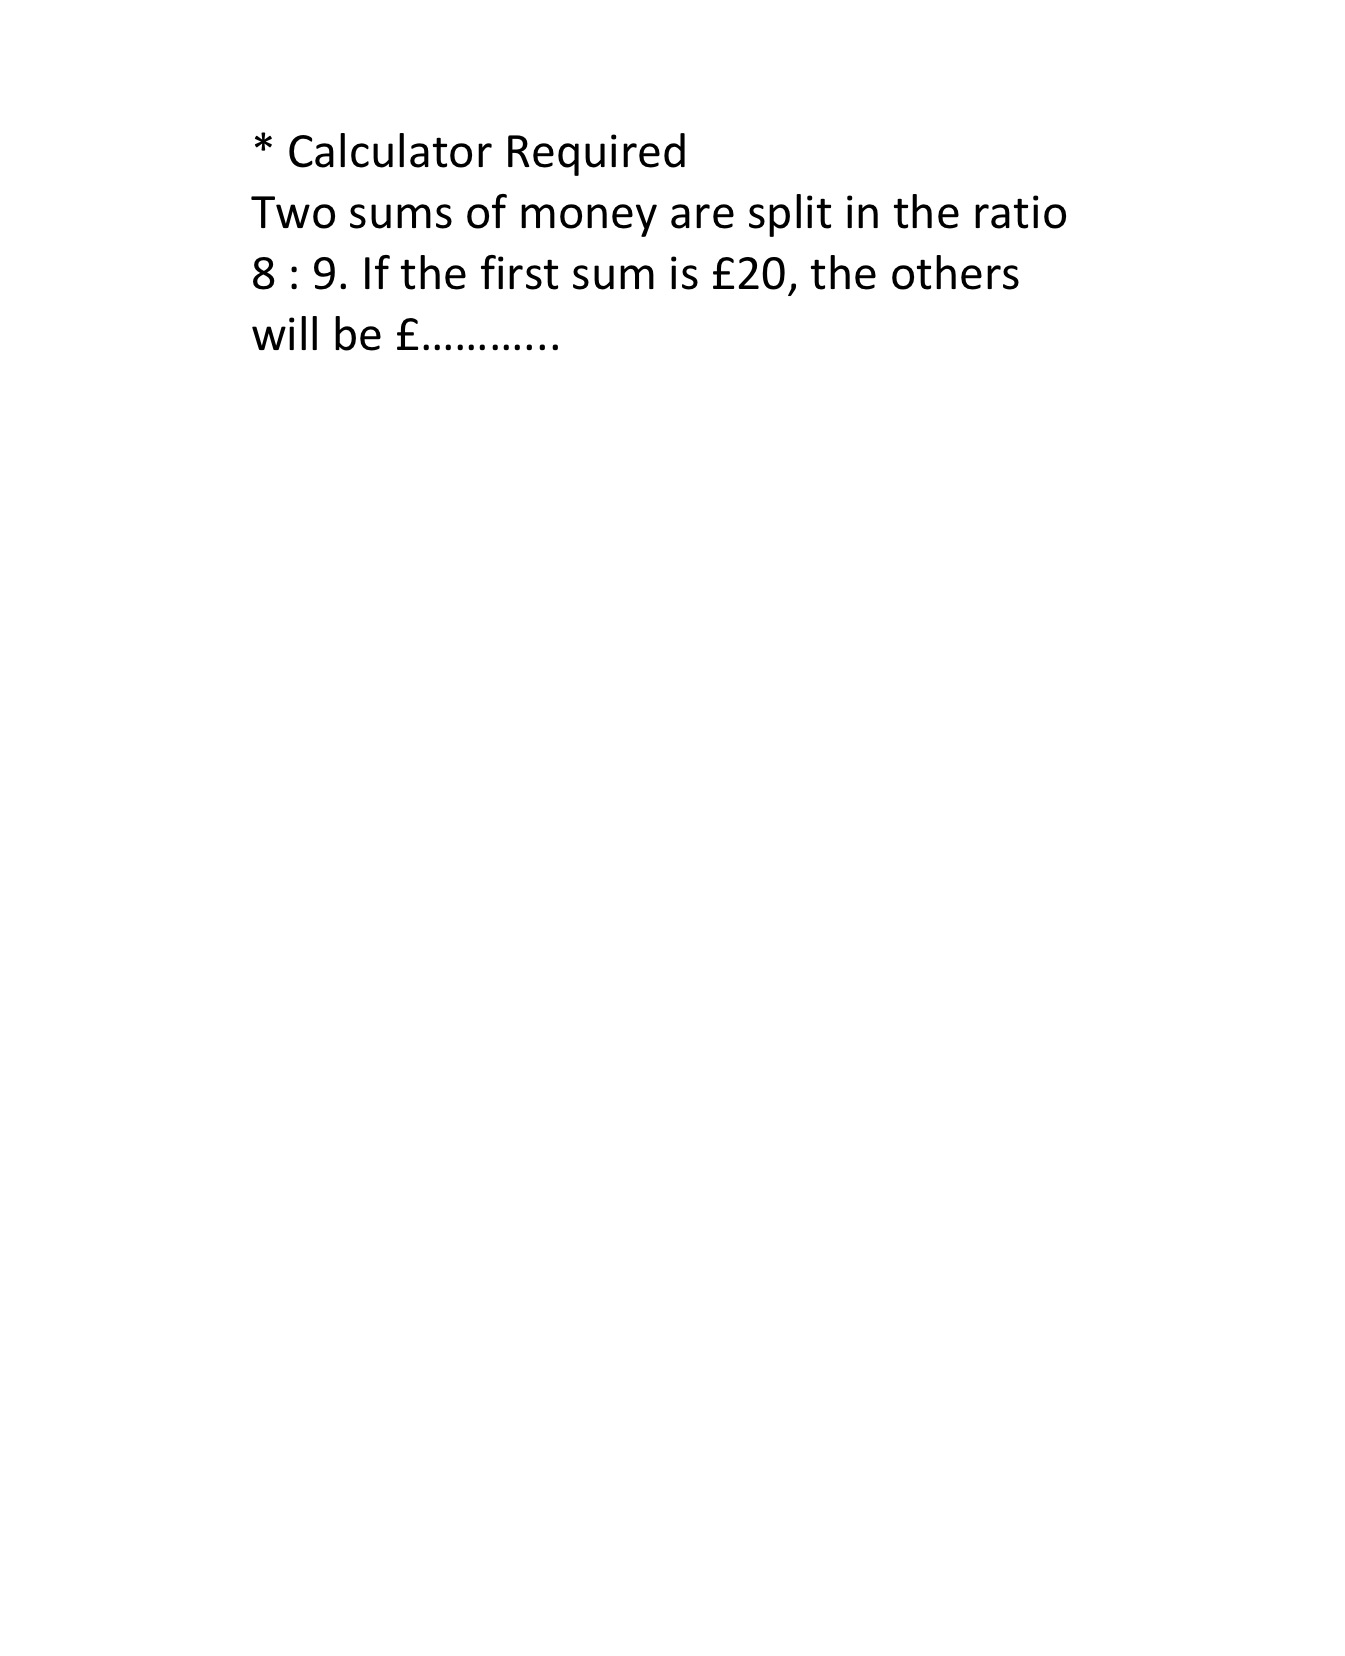 * Calculator Required
Two sums of money are split in the ratio
8 : 9. If the first sum is £20, the others
will be £………...